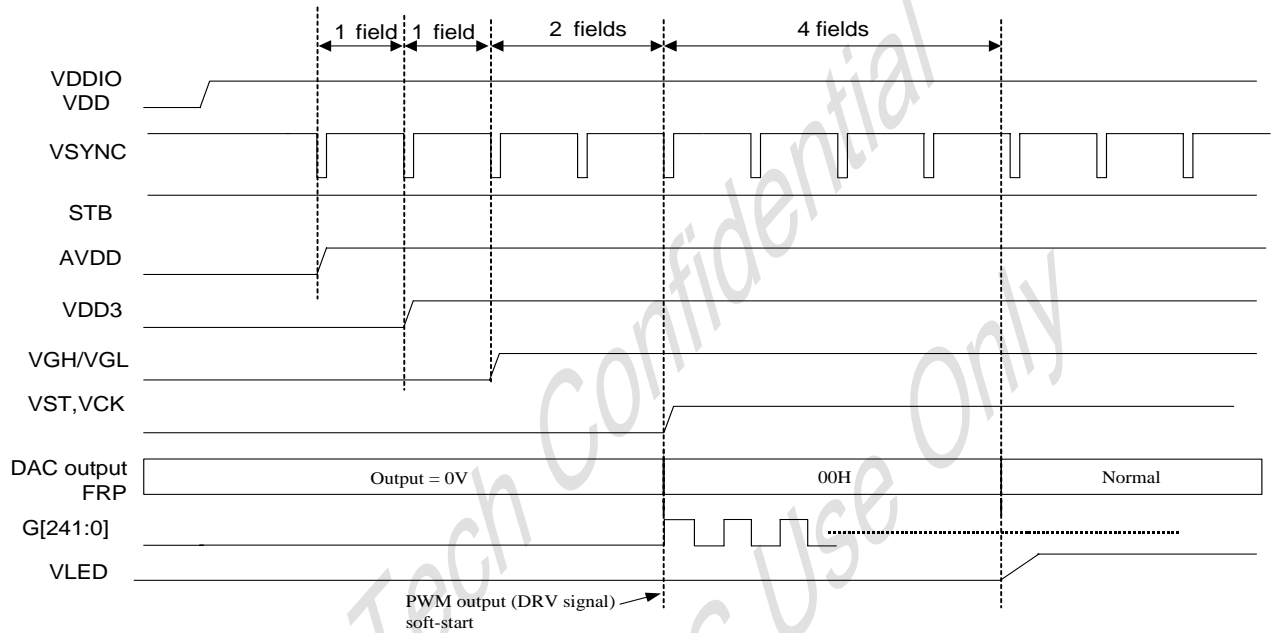 1 field
1 field
2 fields
4 fields
VDDIO
VDD
VSYNC
STB
AVDD
VDD3
VGH/VGL
VST,VCK
DAC output
FRP
Output = 0V
00H
Normal
G[241:0]
VLED
PWM output (DRV signal)
soft-start
Tech Confidential
Use Only